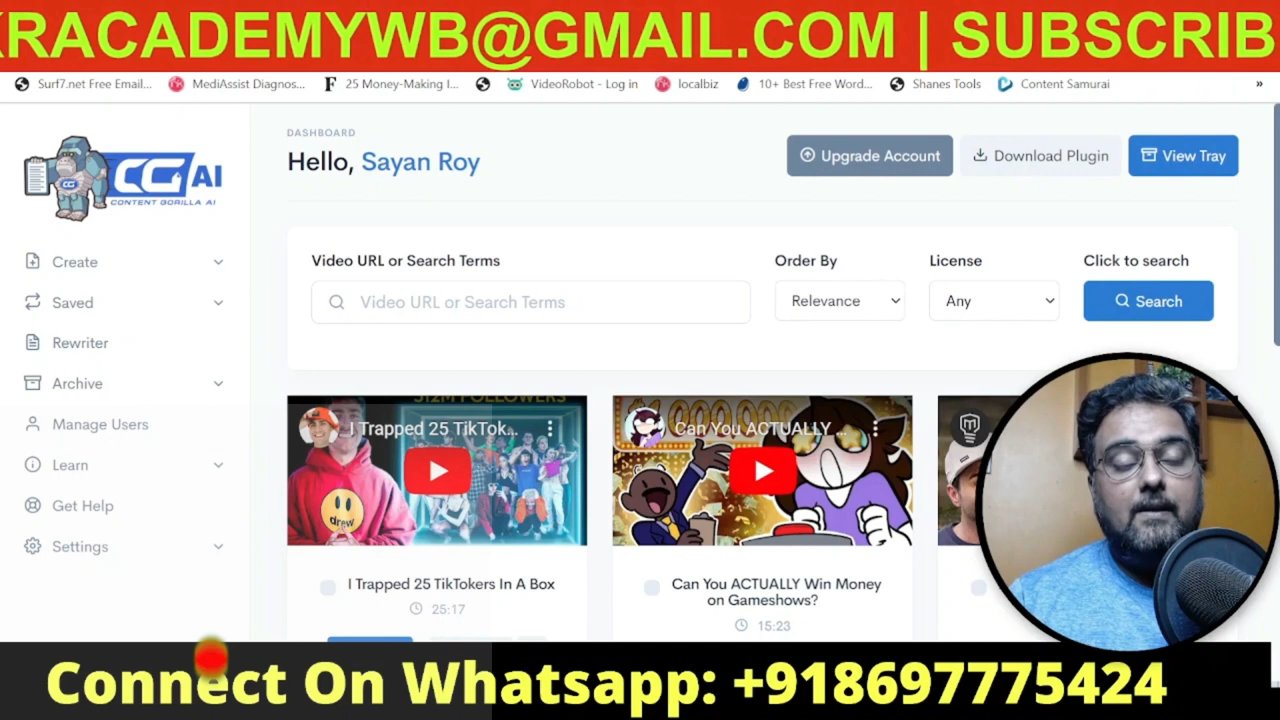 KRACADEMYWB@GMAIL.COM | SUBSCRIB
Surf7.net Free Email... MediAssist Diagnos... 25 Money-Making I... VideoRobot - Log in localbiz 10+ Best Free Word... Shanes Tools Content Samurai »
CG AI
CONTENT GORILLA AI
DASHBOARD
Hello, Sayan Roy
Upgrade Account Download Plugin View Tray
Create
Saved
Rewriter
Archive
Manage Users
Learn
Get Help
Settings
Video URL or Search Terms Order By License Click to search
Video URL or Search Terms Relevance Any Search
I Trapped 25 TikTok... Can You ACTUALLY ...
drew
I Trapped 25 TikTokers In A Box
25:17
Can You ACTUALLY Win Money
on Gameshows?
15:23
Connect On Whatsapp: +918697775424